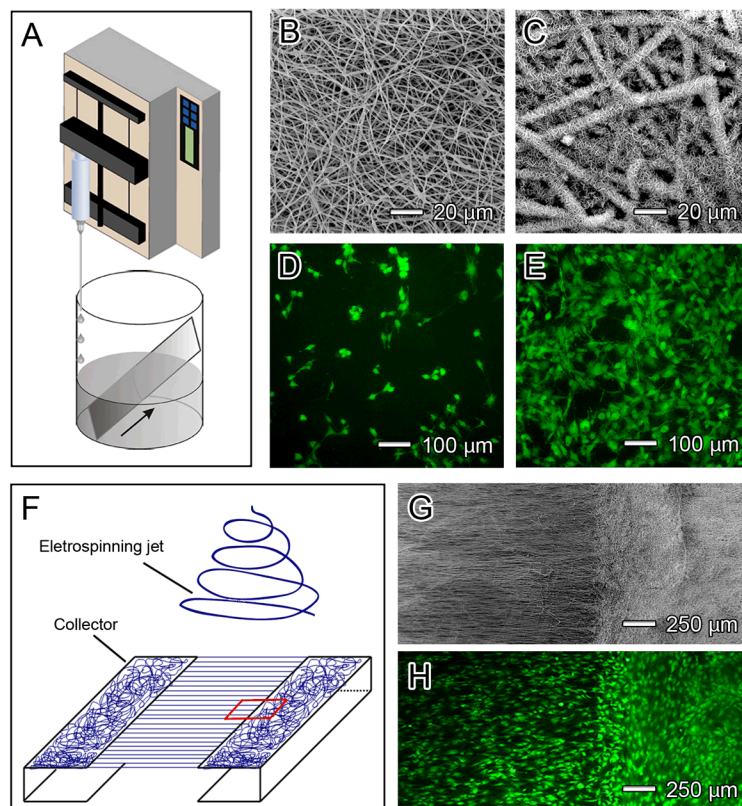 A
B
20 µm
C
20 µm
D
100 µm
E
100 µm
F
Eletrospinning jet
Collector
G
250 µm
H
250 µm